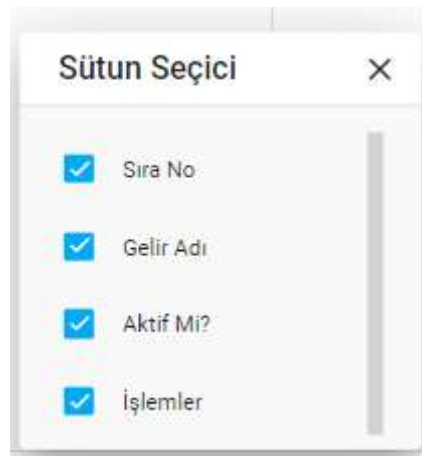 Sütun Seçici
Sıra No
Gelir Adı
Aktif Mi?
İşlemler